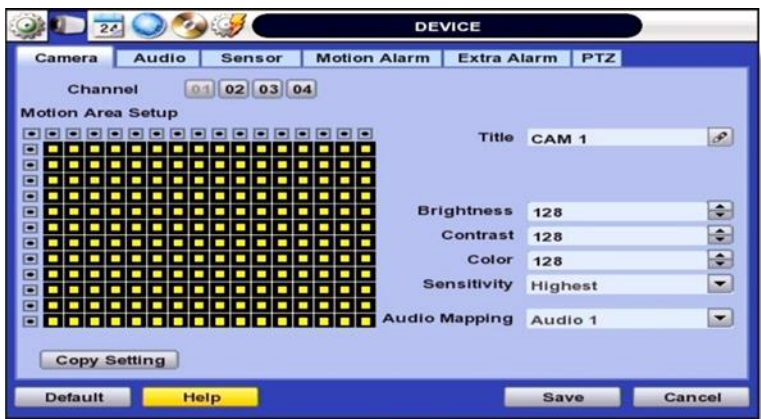 24
DEVICE
Camera Audio Sensor Motion Alarm Extra Alarm PTZ
Channel 01 02 03 04
Motion Area Setup
Title CAM 1
Brightness 128
Contrast 128
Color 128
Sensitivity Highest
Audio Mapping Audio 1
Copy Setting
Default Help Save Cancel